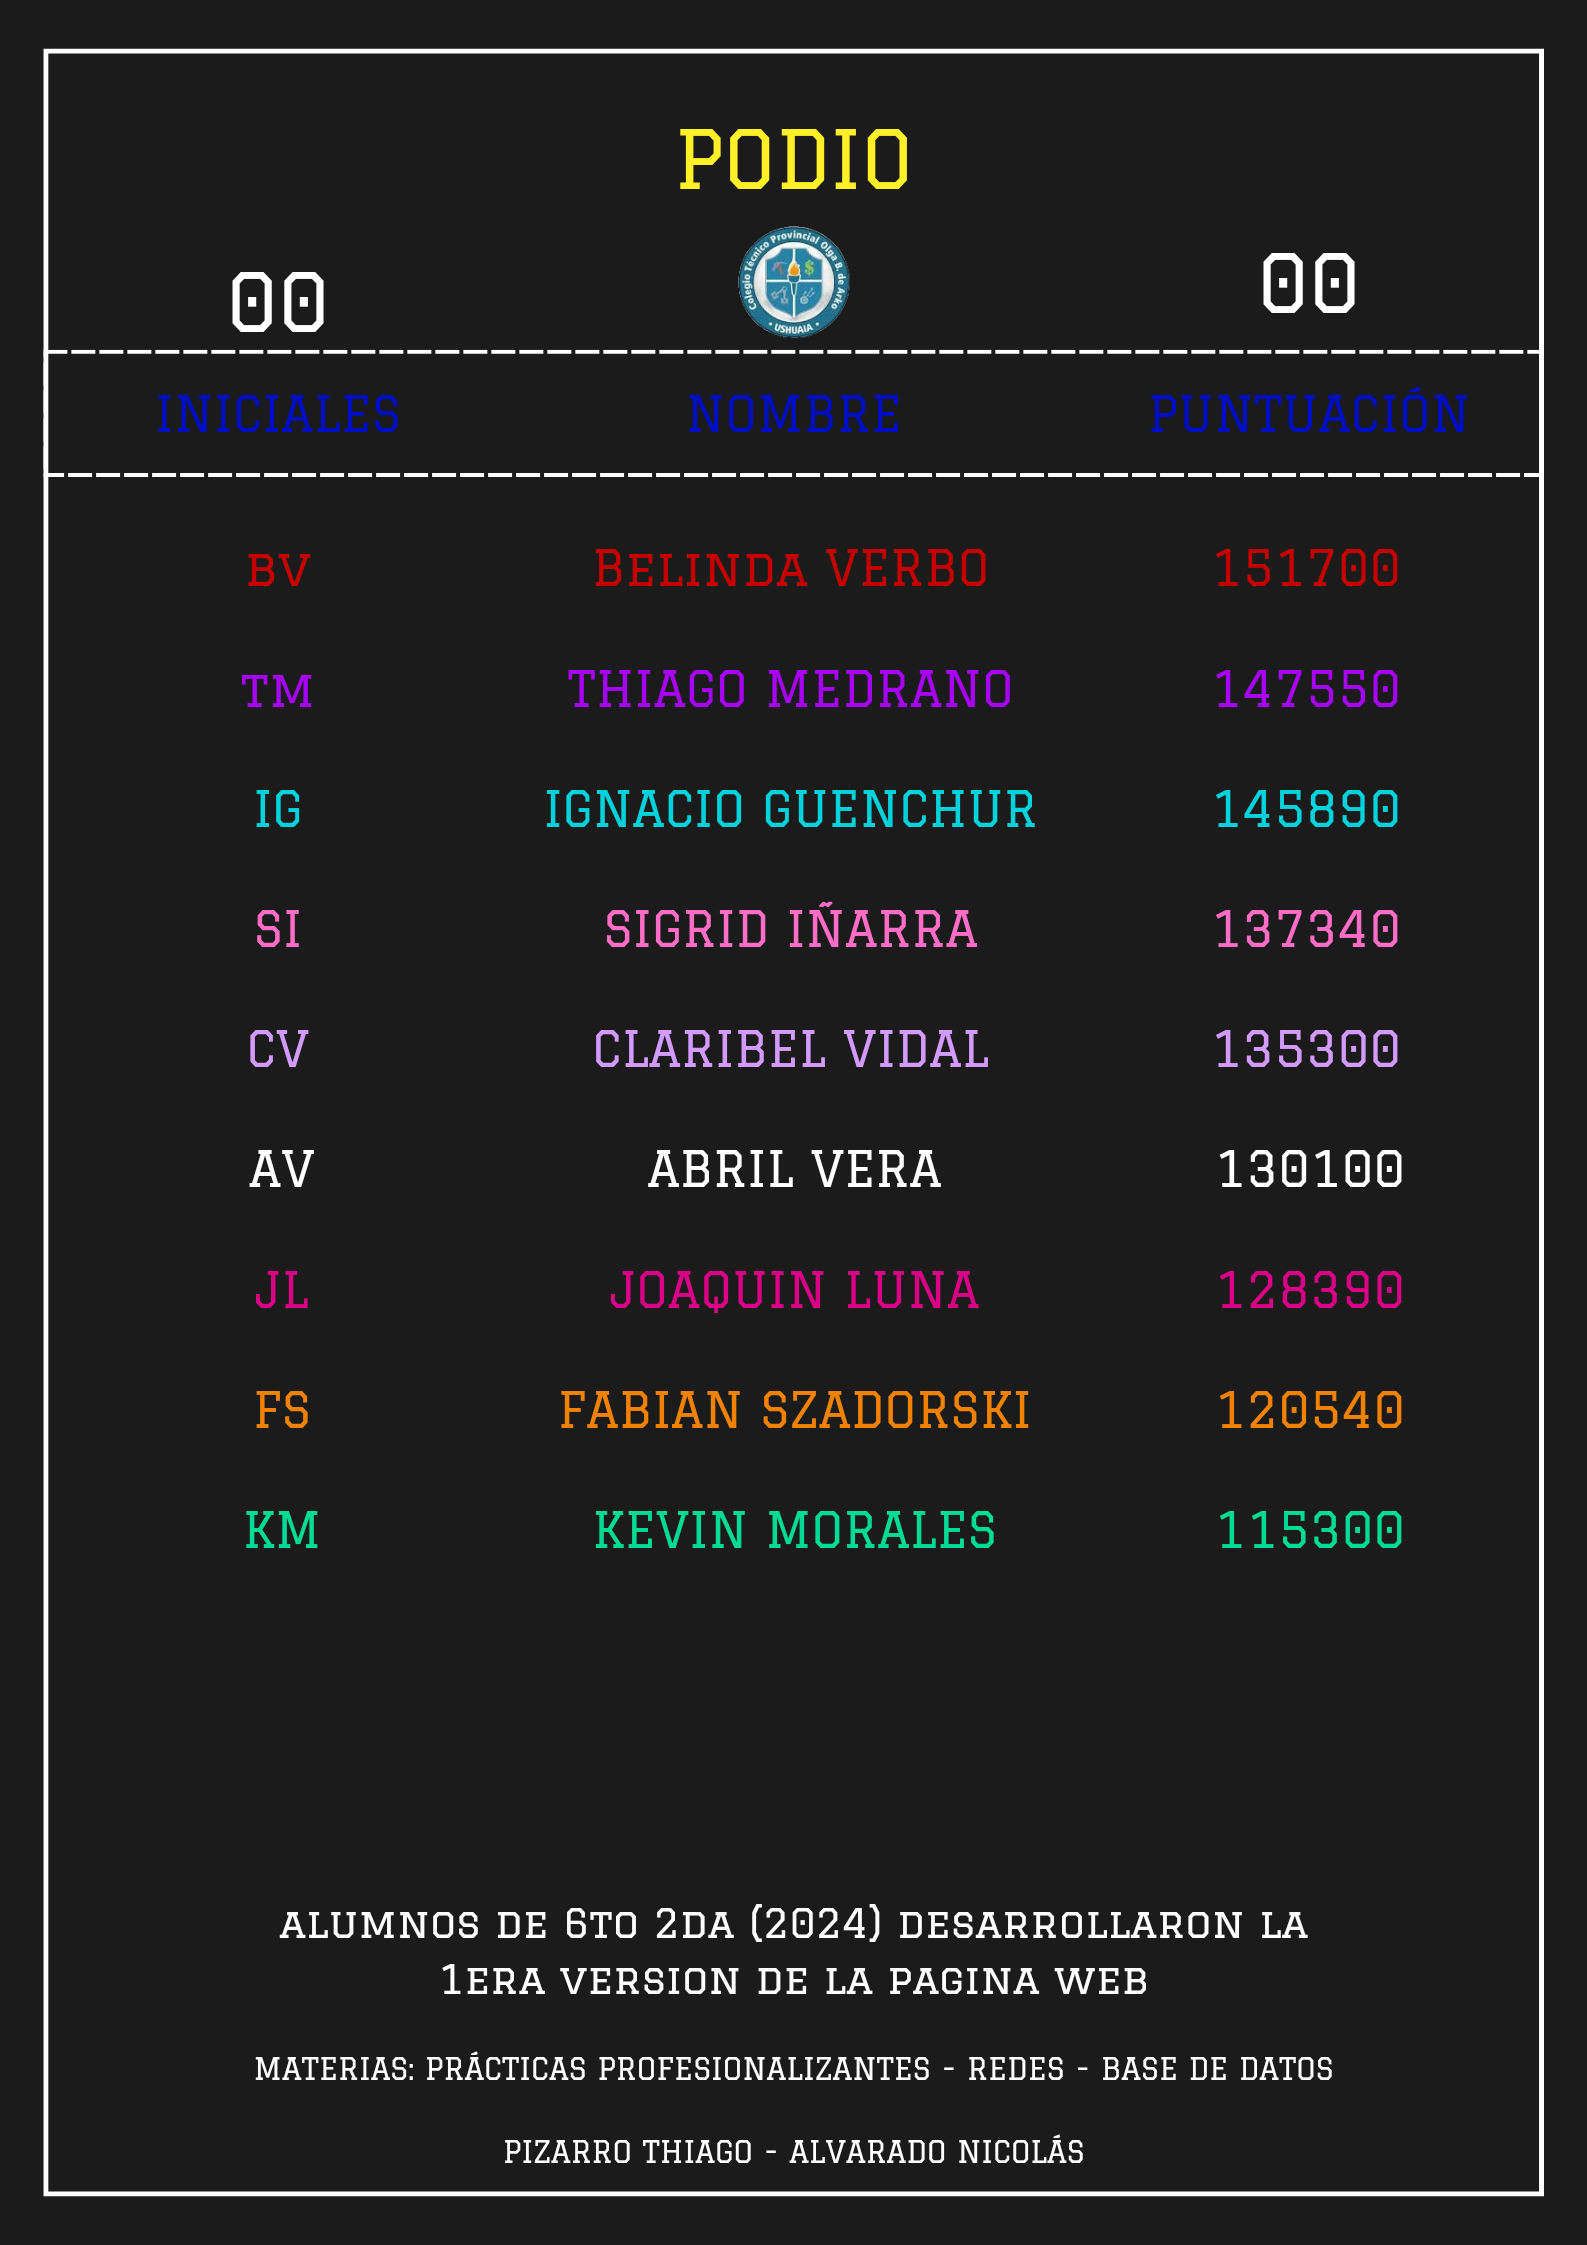 PODIO
Colegio Técnico Provincial Olga B. de Arko
• USHUAIA •
00 00
INICIALES NOMBRE PUNTUACIÓN
BV BELINDA VERBO 151700
TM THIAGO MEDRANO 147550
IG IGNACIO GUENCHUR 145890
SI SIGRID IÑARRA 137340
CV CLARIBEL VIDAL 135300
AV ABRIL VERA 130100
JL JOAQUIN LUNA 128390
FS FABIAN SZADORSKI 120540
KM KEVIN MORALES 115300
ALUMNOS DE 6TO 2DA (2024) DESARROLLARON LA
1ERA VERSION DE LA PAGINA WEB
MATERIAS: PRÁCTICAS PROFESIONALIZANTES - REDES - BASE DE DATOS
PIZARRO THIAGO - ALVARADO NICOLÁS